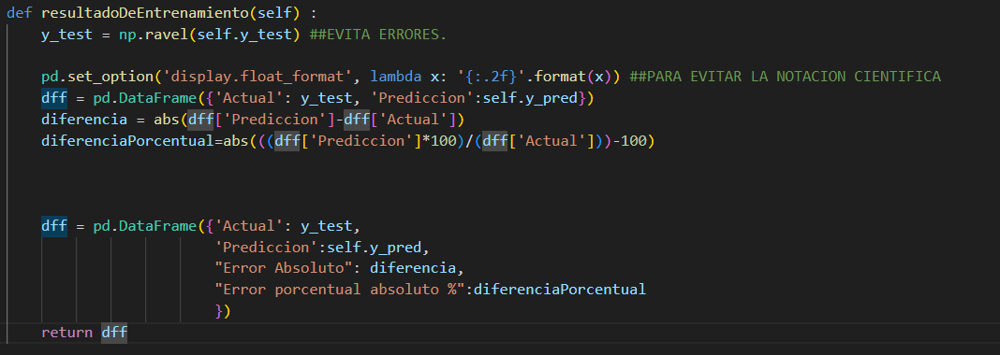 def resultadoDeEntrenamiento(self) :
y_test = np.ravel(self.y_test) ##EVITA ERRORES.
pd.set_option('display.float_format', lambda x: '{:.2f}'.format(x)) ##PARA EVITAR LA NOTACION CIENTIFICA
dff = pd.DataFrame({'Actual': y_test, 'Prediccion':self.y_pred})
diferencia = abs(dff['Prediccion']-dff['Actual'])
diferenciaPorcentual=abs(((dff['Prediccion']*100)/(dff['Actual']))-100)
dff = pd.DataFrame({'Actual': y_test,
'Prediccion':self.y_pred,
"Error Absoluto": diferencia,
"Error porcentual absoluto %":diferenciaPorcentual
})
return dff